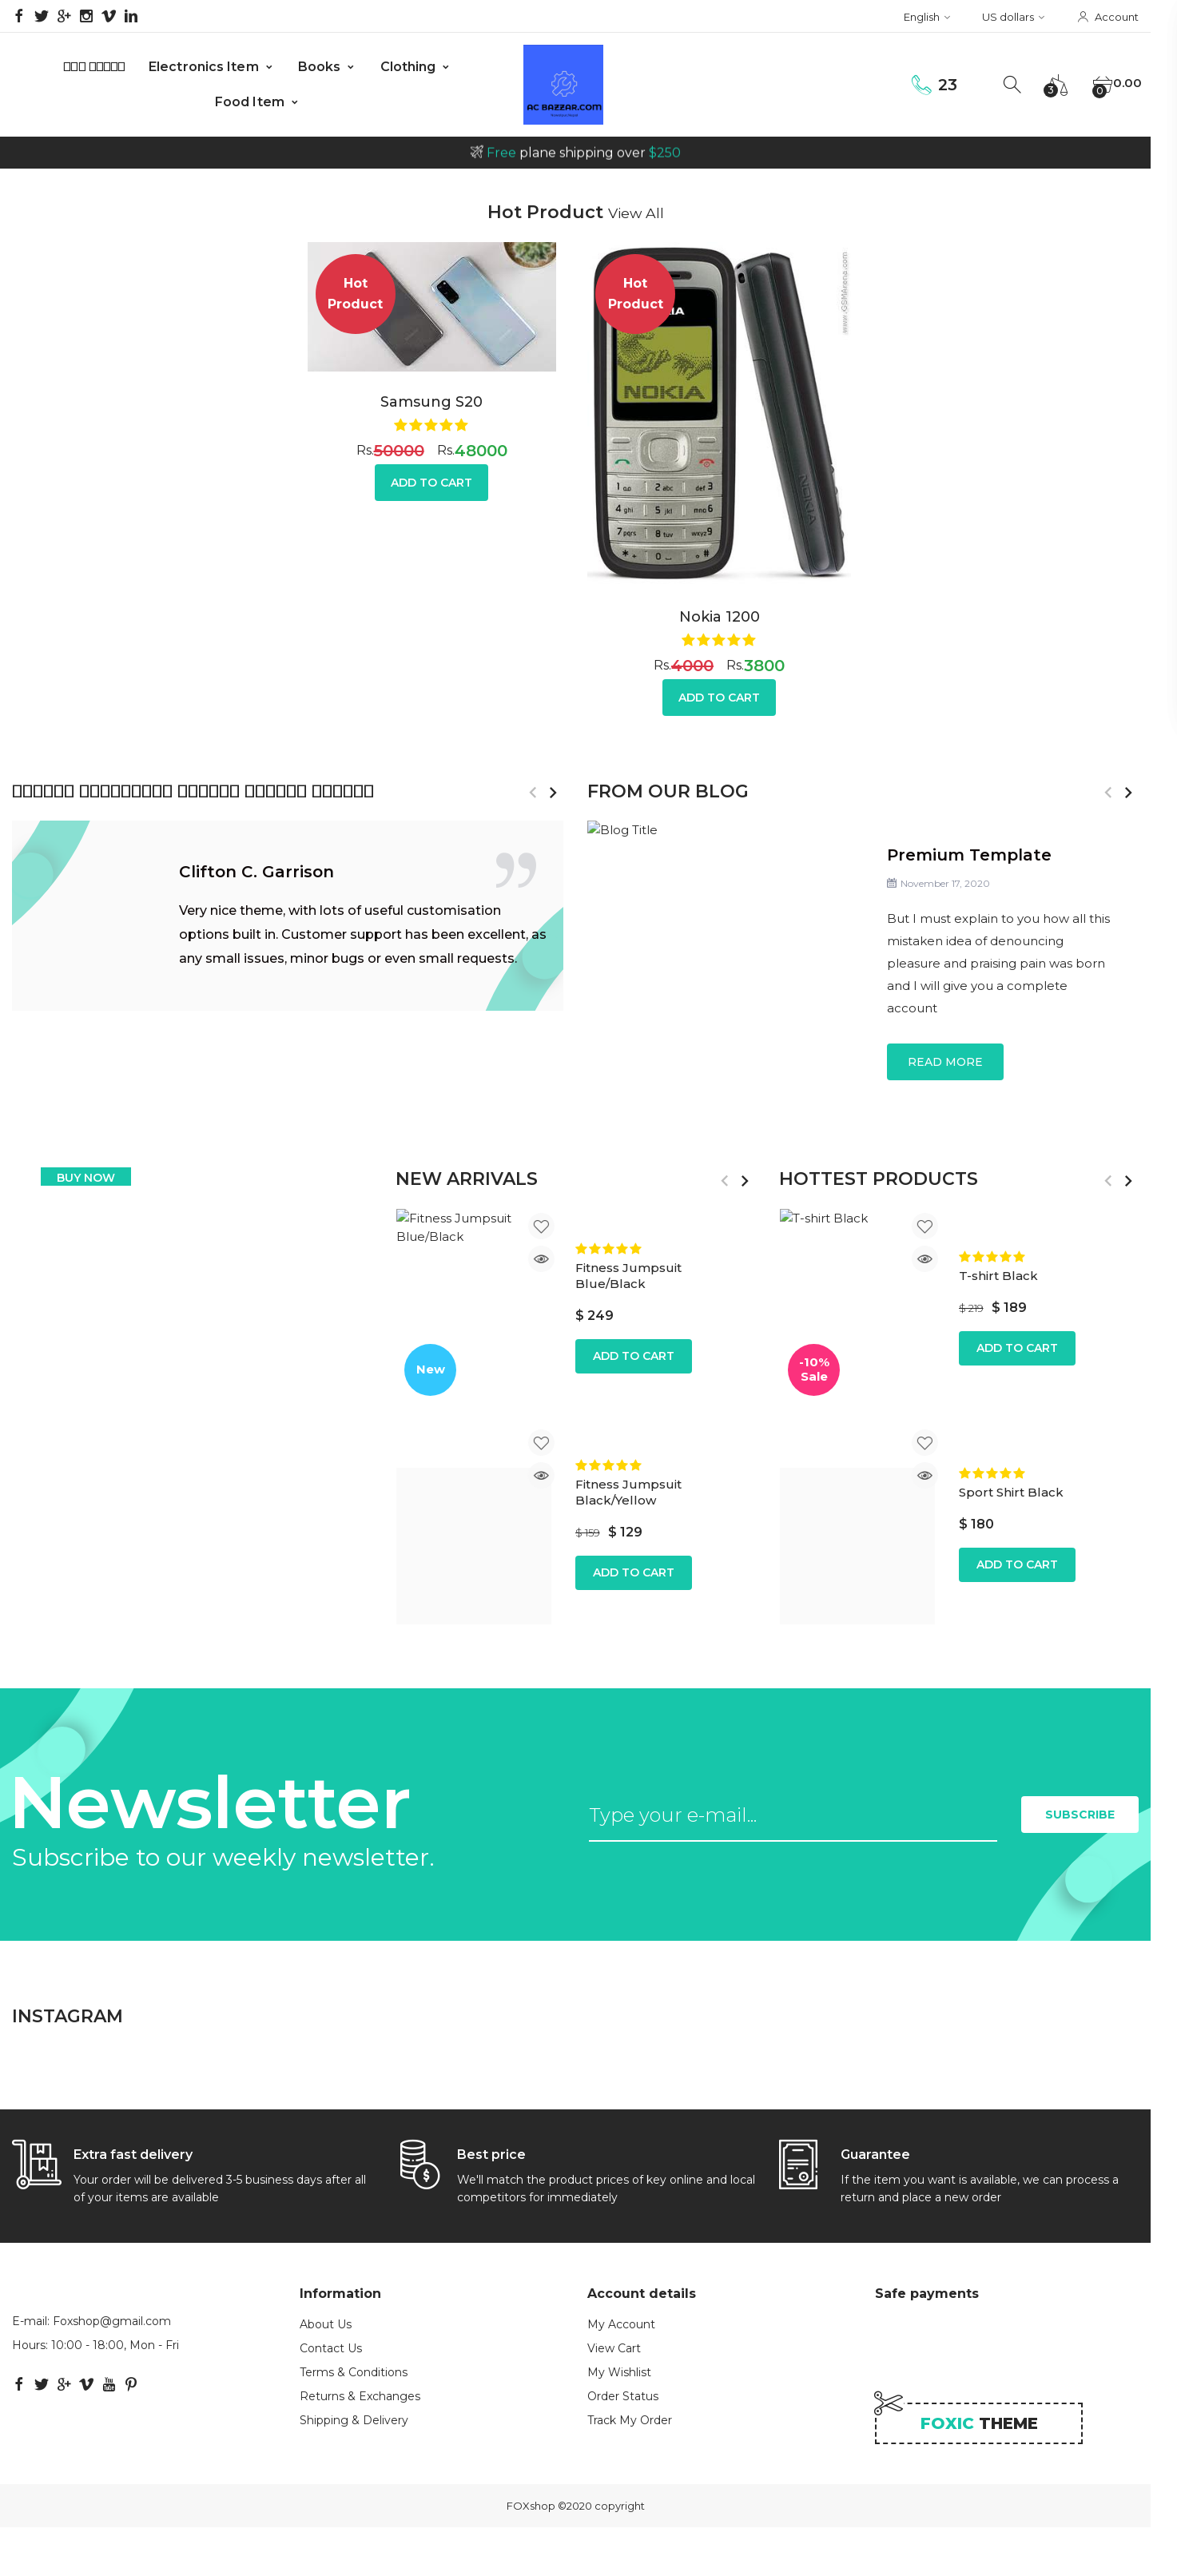 English
US dollars
Account
Electronics Item
Books
Clothing
Food Item
AC BAZZAR.COM
23
3
0
0.00
Free plane shipping over $250
Hot Product View All
Hot
Product
Hot
Product
NOKIA
NOKIA
Samsung S20
Rs.50000 Rs.48000
ADD TO CART
Nokia 1200
Rs.4000 Rs.3800
ADD TO CART
FROM OUR BLOG
Clifton C. Garrison
Very nice theme, with lots of useful customisation
options built in. Customer support has been excellent, as
any small issues, minor bugs or even small requests.
Blog Title
Premium Template
November 17, 2020
But I must explain to you how all this
mistaken idea of denouncing
pleasure and praising pain was born
and I will give you a complete
account
READ MORE
BUY NOW
NEW ARRIVALS
Fitness Jumpsuit
Blue/Black
Fitness Jumpsuit
Blue/Black
$ 249
ADD TO CART
New
Fitness Jumpsuit
Black/Yellow
$ 159 $ 129
ADD TO CART
HOTTEST PRODUCTS
T-shirt Black
T-shirt Black
$ 219 $ 189
ADD TO CART
-10%
Sale
Sport Shirt Black
$ 180
ADD TO CART
Newsletter
Subscribe to our weekly newsletter.
Type your e-mail...
SUBSCRIBE
INSTAGRAM
Extra fast delivery
Your order will be delivered 3-5 business days after all
of your items are available
Best price
We'll match the product prices of key online and local
competitors for immediately
Guarantee
If the item you want is available, we can process a
return and place a new order
E-mail: Foxshop@gmail.com
Hours: 10:00 - 18:00, Mon - Fri
Information
About Us
Contact Us
Terms & Conditions
Returns & Exchanges
Shipping & Delivery
Account details
My Account
View Cart
My Wishlist
Order Status
Track My Order
Safe payments
FOXIC THEME
FOXshop ©2020 copyright